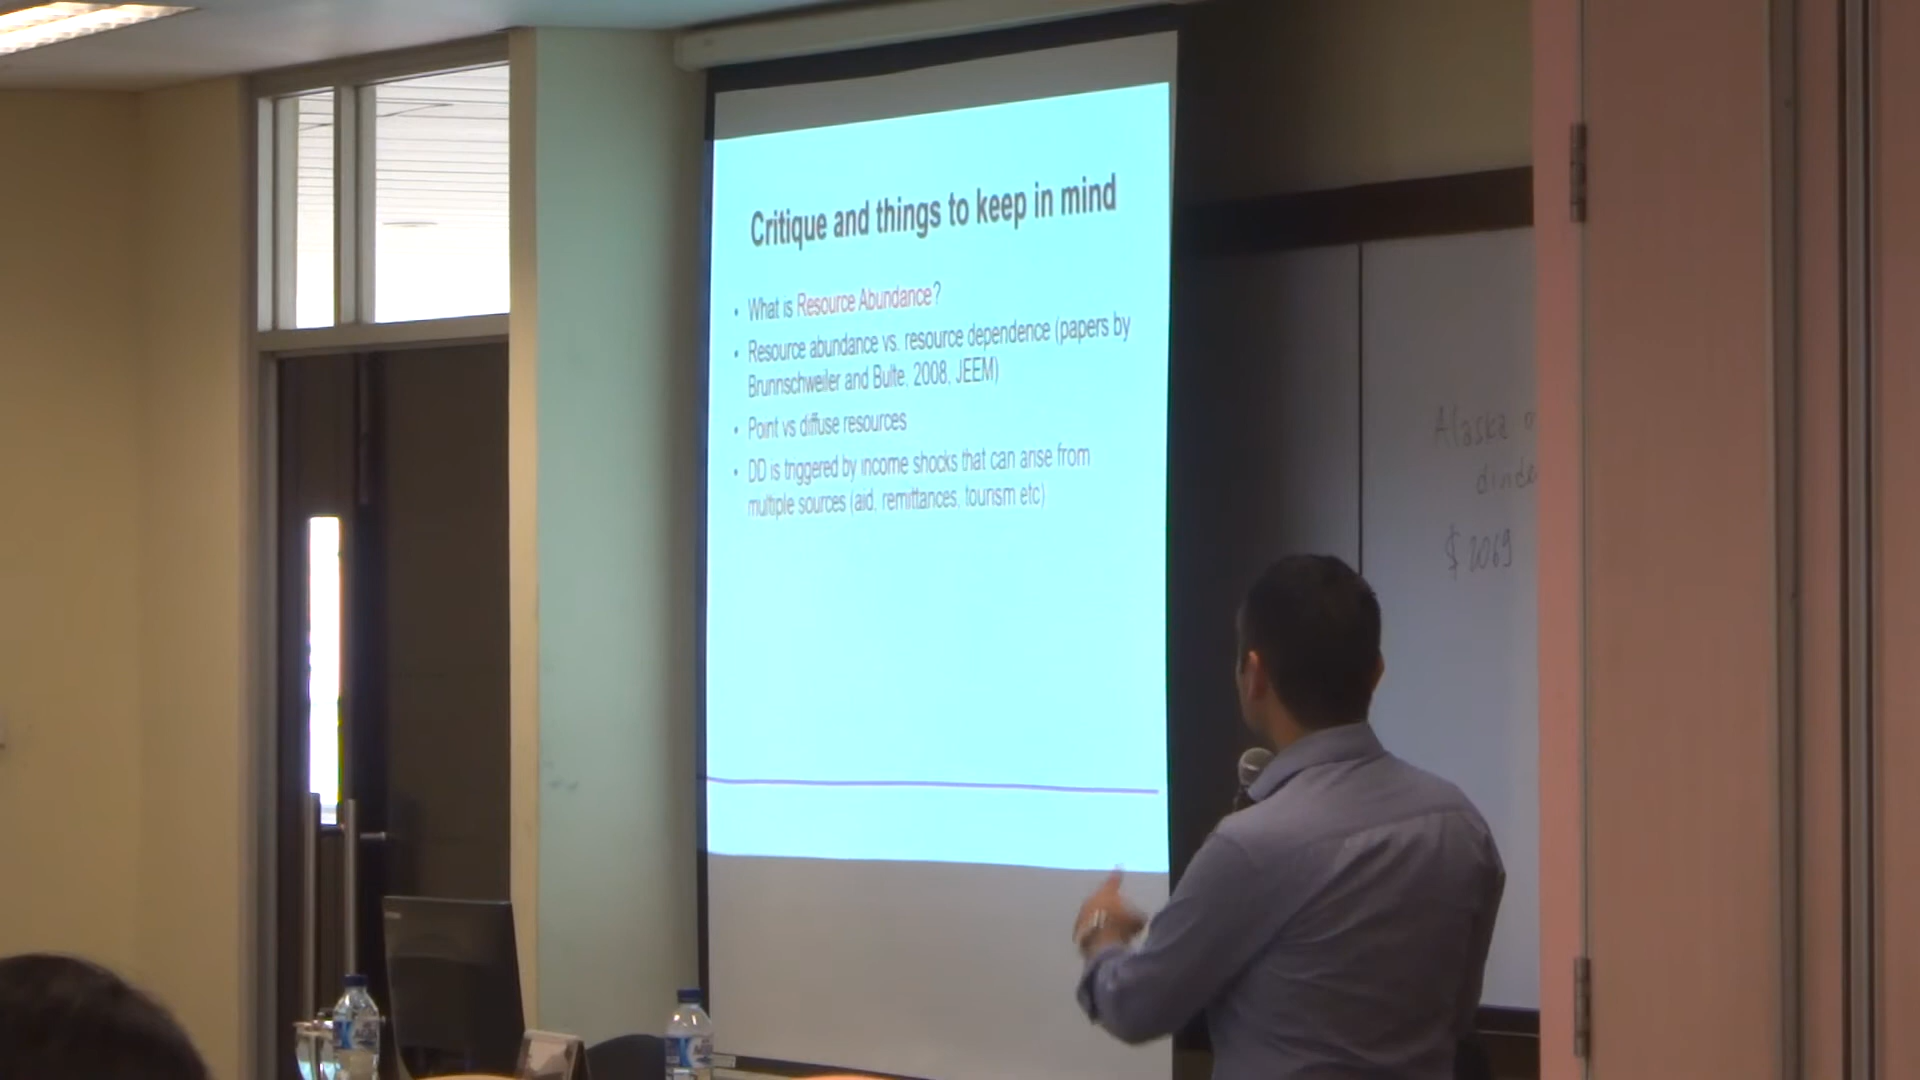 Critique and things to keep in mind
• What is Resource Abundance?
• Resource abundance vs. resource dependence (papers by
Brunnschweiler and Bulte, 2008, JEEM)
• Point vs diffuse resources
• DD is triggered by income shocks that can arise from
multiple sources (aid, remittances, tourism etc)
Alaska
$ 2069